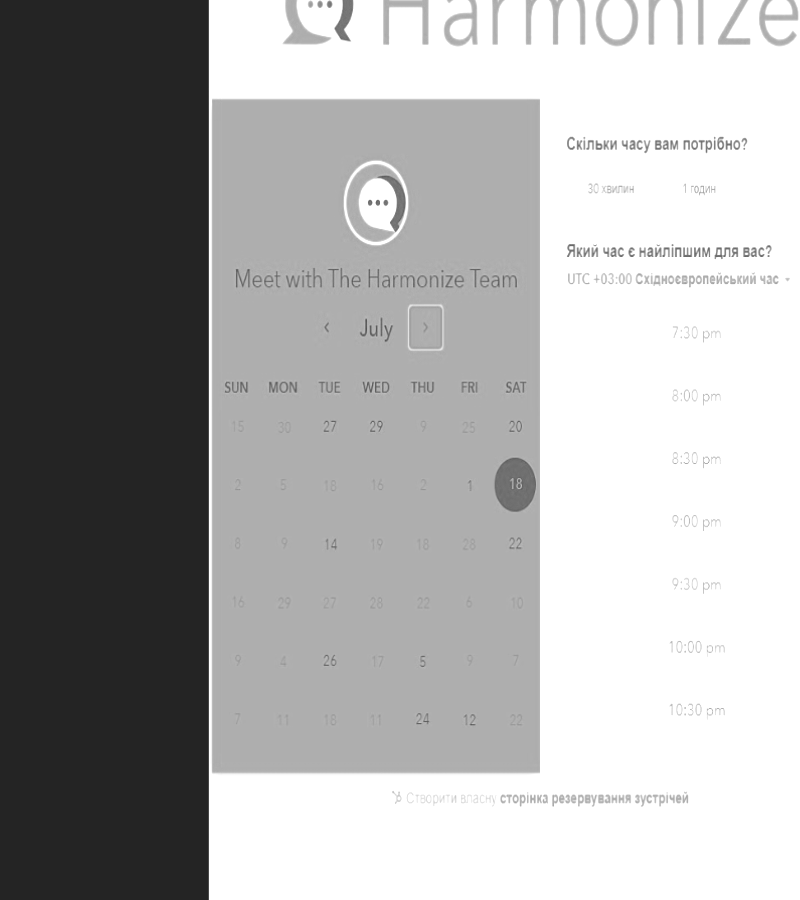 Harmonize
Meet with The Harmonize Team
‹ July ›
SUN MON TUE WED THU FRI SAT
15 30 27 29 9 25 20
2 5 18 16 2 1 18
8 9 14 19 18 28 22
16 29 27 28 22 6 10
9 4 26 17 5 9 7
7 11 18 11 24 12 22
Скільки часу вам потрібно?
30 хвилин 1 годин
Який час є найліпшим для вас?
UTC +03:00 Східноєвропейський час
7:30 pm
8:00 pm
8:30 pm
9:00 pm
9:30 pm
10:00 pm
10:30 pm
Створити власну сторінка резервування зустрічей